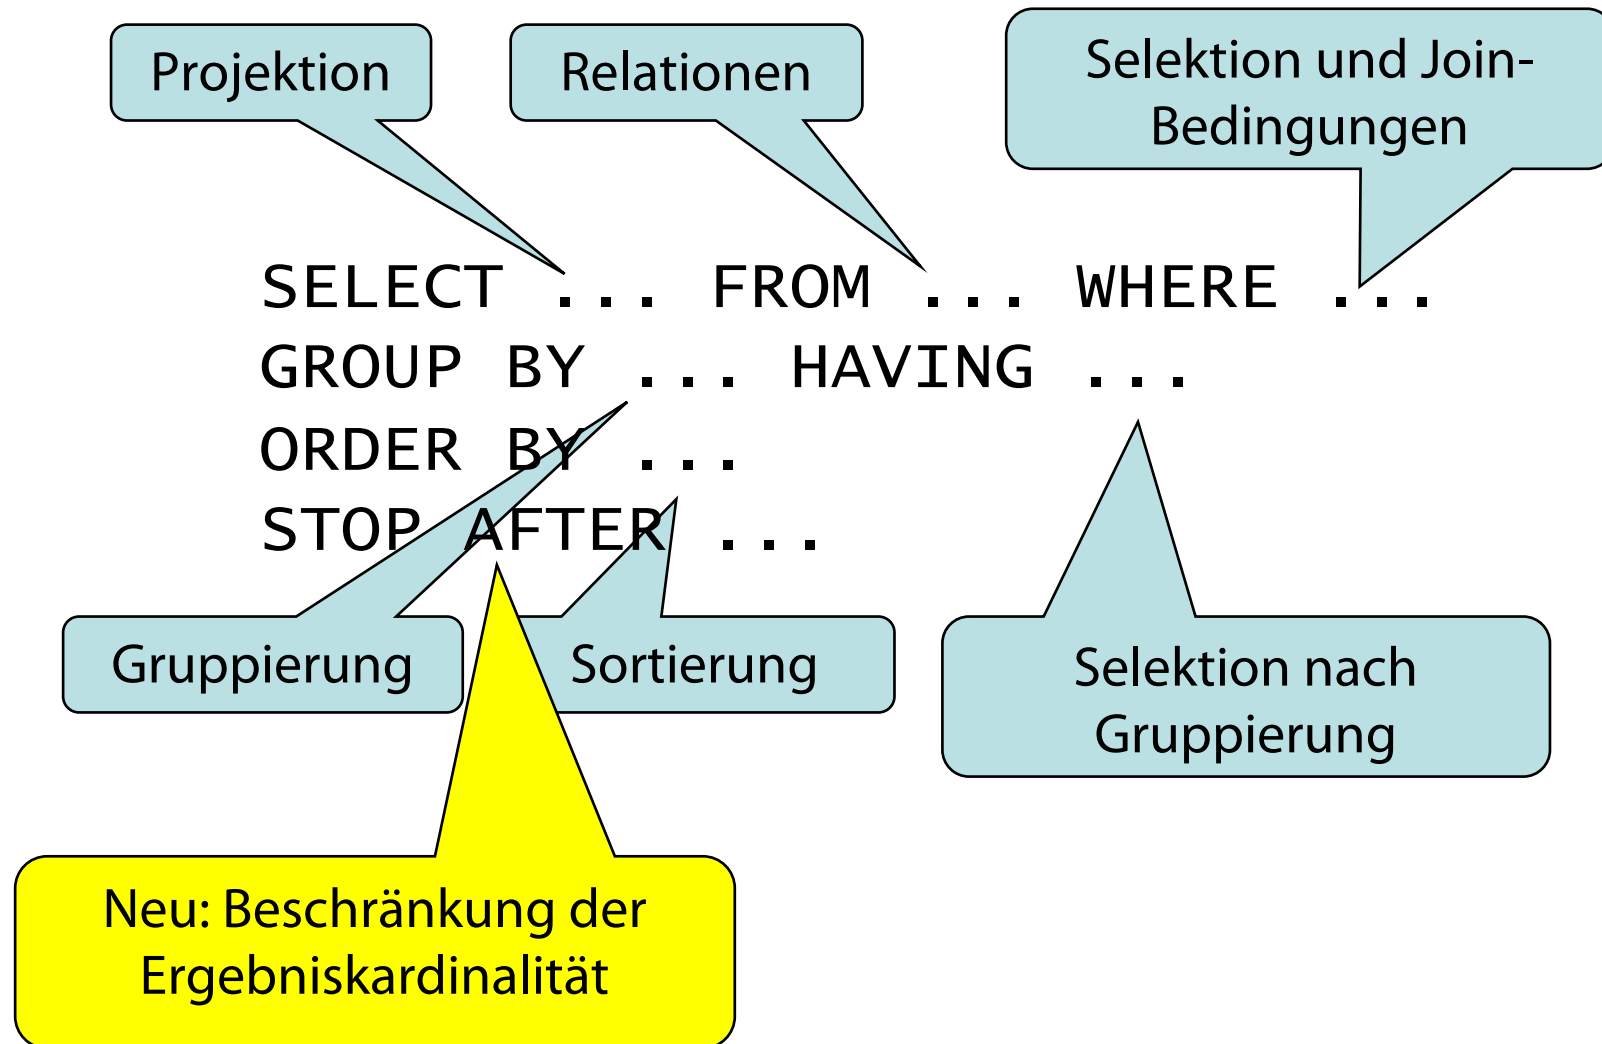 Projektion
Relationen
Selektion und Join-
Bedingungen
SELECT ... FROM ... WHERE ...
GROUP BY ... HAVING ...
ORDER BY ...
STOP AFTER ...
Gruppierung
Sortierung
Selektion nach
Gruppierung
Neu: Beschränkung der
Ergebniskardinalität